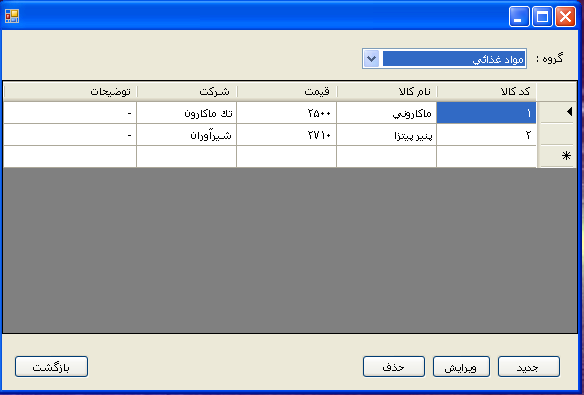 گروه : مواد غذائي
کد کالا نام کالا قیمت شرکت توضیحات
۱ ماکاروني ۲۵۰۰ تك ماکارون -
۲ پنیر پیتزا ۲۷۱۰ شیرآوران -
جدید ویرایش حذف بازگشت